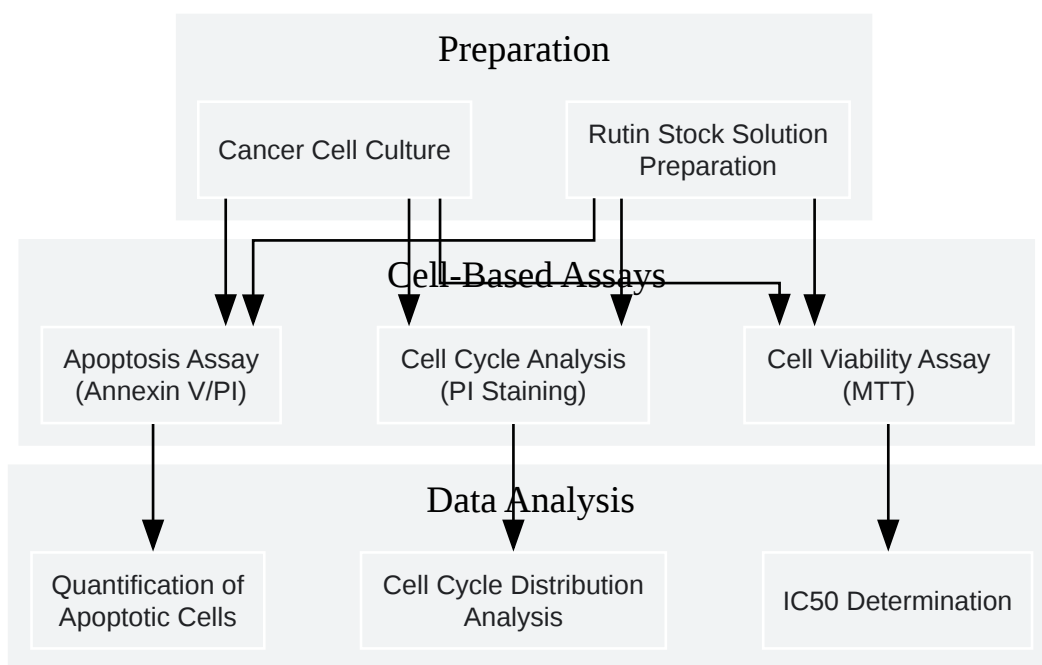 Preparation
Cancer Cell Culture
Rutin Stock Solution
Preparation
Cell-Based Assays
Apoptosis Assay
(Annexin V/PI)
Cell Cycle Analysis
(PI Staining)
Cell Viability Assay
(MTT)
Data Analysis
Quantification of
Apoptotic Cells
Cell Cycle Distribution
Analysis
IC50 Determination